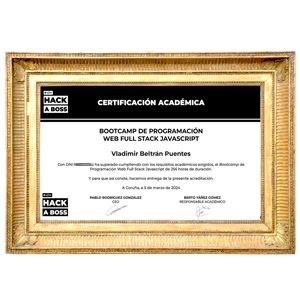 HACK
A BOSS
CERTIFICACIÓN ACADÉMICA
BOOTCAMP DE PROGRAMACIÓN
WEB FULL STACK JAVASCRIPT
Vladimir Beltrán Puentes
Con DNI ha superado cumpliendo con los requisitos académicos exigidos, el Bootcamp de
Programación Web Full Stack Javascript de 256 horas de duración.
Y para que así conste, hacemos entrega de la presente acreditación.
A Coruña, a 5 de marzo de 2024
PABLO RODRÍGUEZ GONZÁLEZ
CEO
BERTO YÁÑEZ GÓMEZ
RESPONSABLE ACADÉMICO
HACK
A BOSS